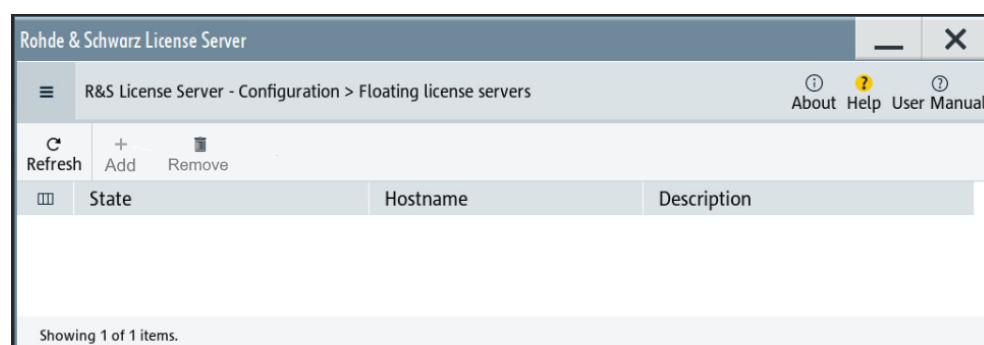 Rohde & Schwarz License Server
R&S License Server - Configuration > Floating license servers
About Help User Manual
Refresh Add Remove
State Hostname Description
Showing 1 of 1 items.